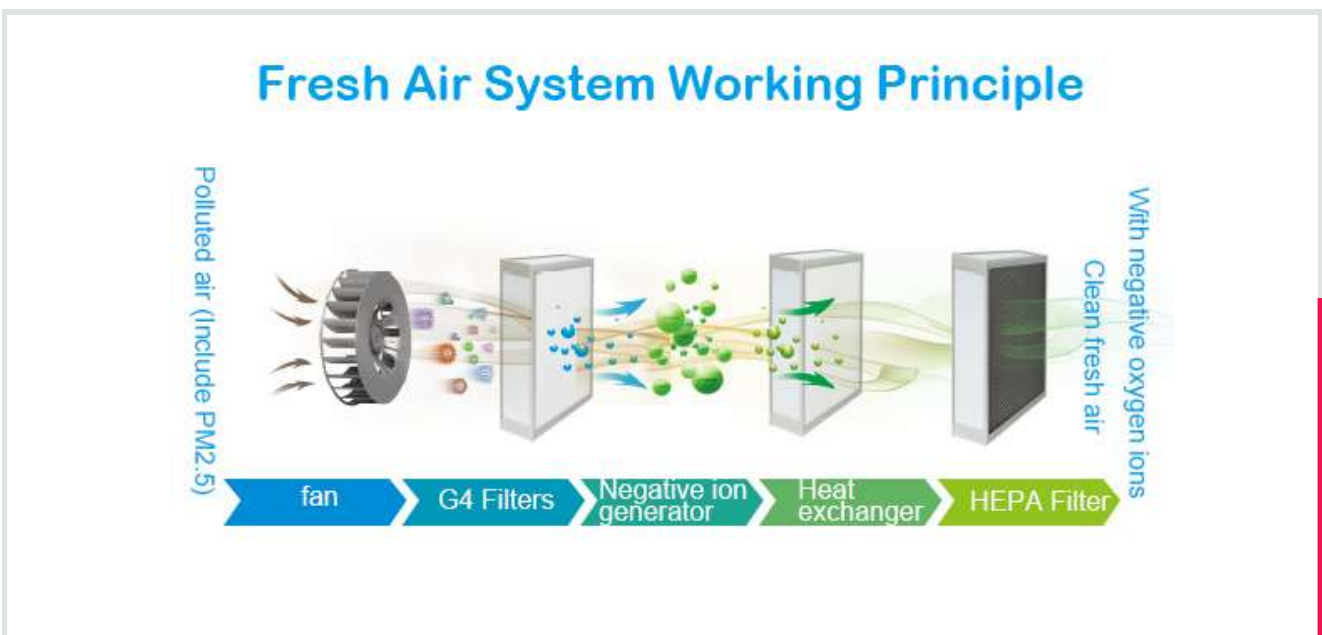 Fresh Air System Working Principle
Polluted air (Include PM2.5)
With negative oxygen ions
Clean fresh air
fan
G4 Filters
Negative ion
generator
Heat
exchanger
HEPA Filter